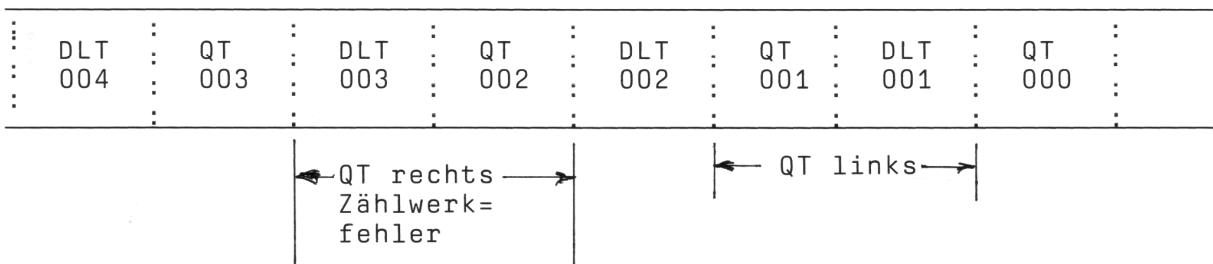 DLT QT DLT QT DLT QT DLT QT
004 003 003 002 002 001 001 000
QT rechts QT links
Zählwerk=
fehler